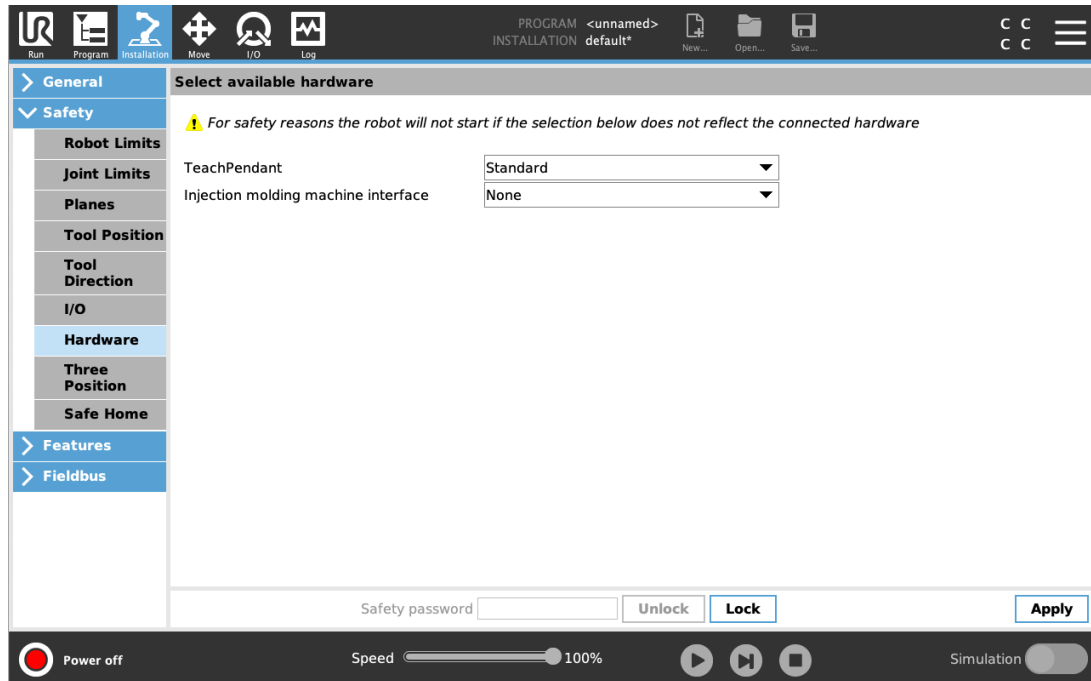 UR
Run
Program
Installation
Move
I/O
Log
PROGRAM <unnamed>
INSTALLATION default*
New...
Open...
Save...
C C
C C
General
Safety
Robot Limits
Joint Limits
Planes
Tool Position
Tool
Direction
I/O
Hardware
Three
Position
Safe Home
Features
Fieldbus
Select available hardware
For safety reasons the robot will not start if the selection below does not reflect the connected hardware
TeachPendant Standard
Injection molding machine interface None
Safety password Unlock Lock Apply
Power off Speed 100% Simulation